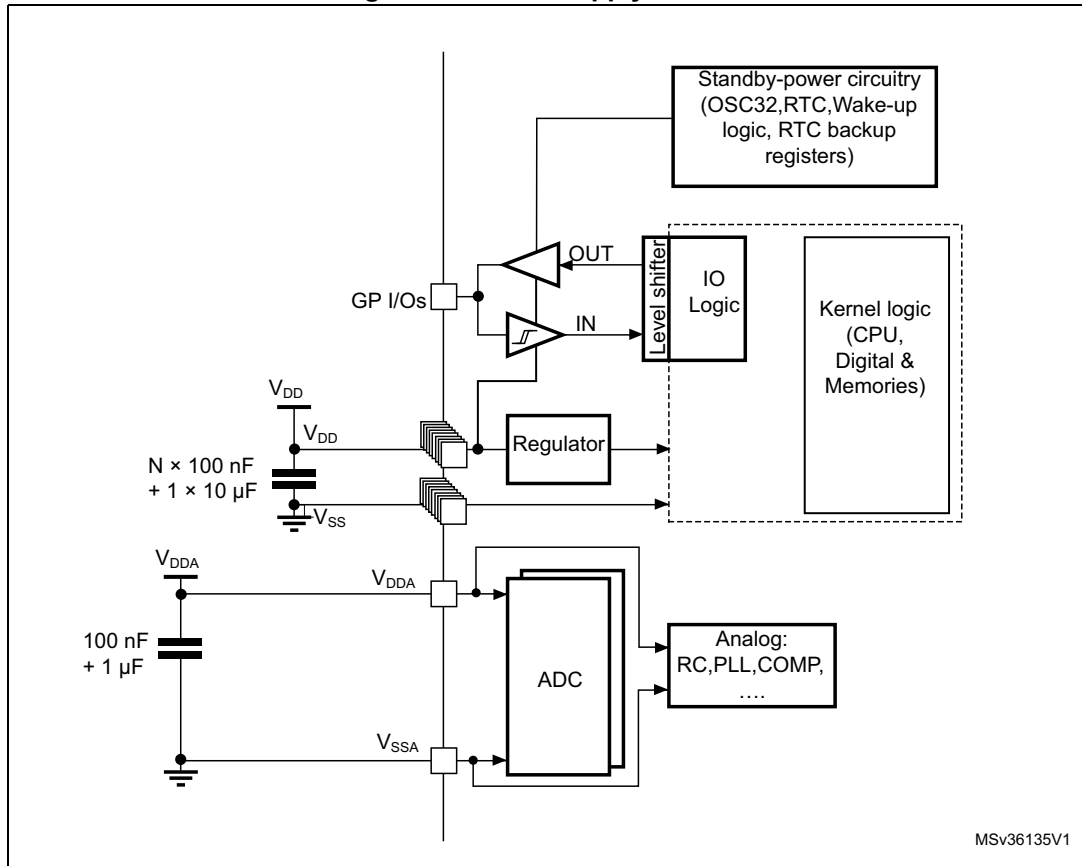 Standby-power circuitry
(OSC32,RTC,Wake-up
logic, RTC backup
registers)
OUT
Level shifter
IO
Logic
GP I/Os
IN
Kernel logic
(CPU,
Digital &
Memories)
VDD
VDD
Regulator
N × 100 nF
+ 1 × 10 µF
VSS
VDDA
VDDA
100 nF
+ 1 µF
ADC
Analog:
RC,PLL,COMP,
....
VSSA
MSv36135V1